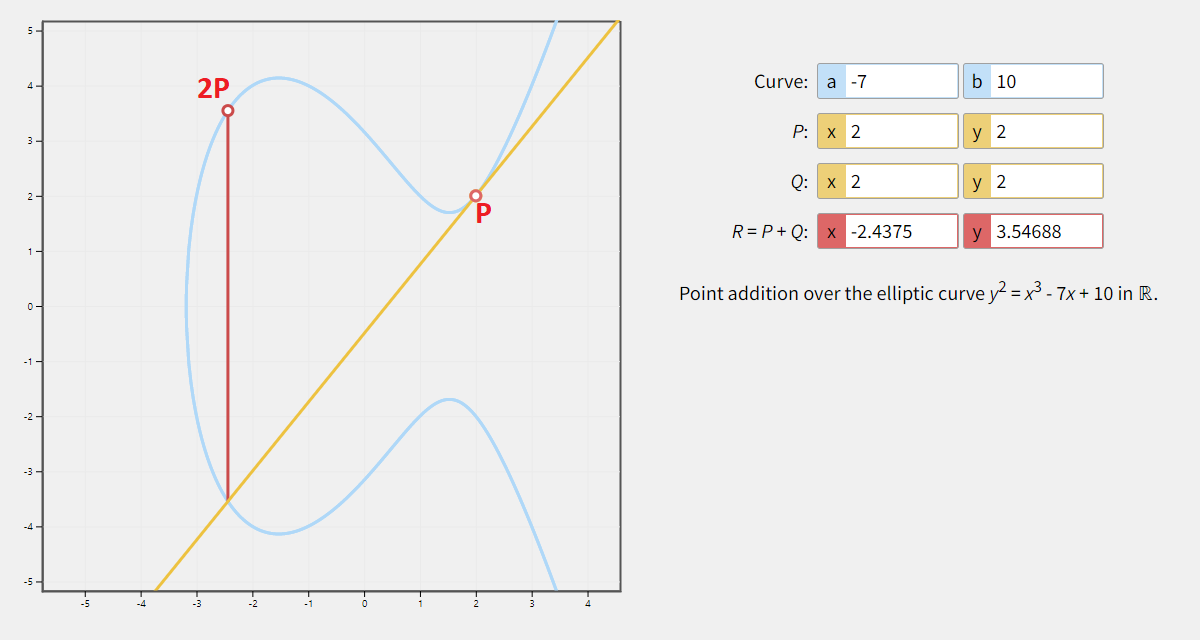 5
4
3
2
1
0
-1
-2
-3
-4
-5
-5 -4 -3 -2 -1 0 1 2 3 4
2P
P
Curve: a -7 b 10
P: x 2 y 2
Q: x 2 y 2
R = P + Q: x -2.4375 y 3.54688
Point addition over the elliptic curve y² = x³ - 7x + 10 in ℝ.